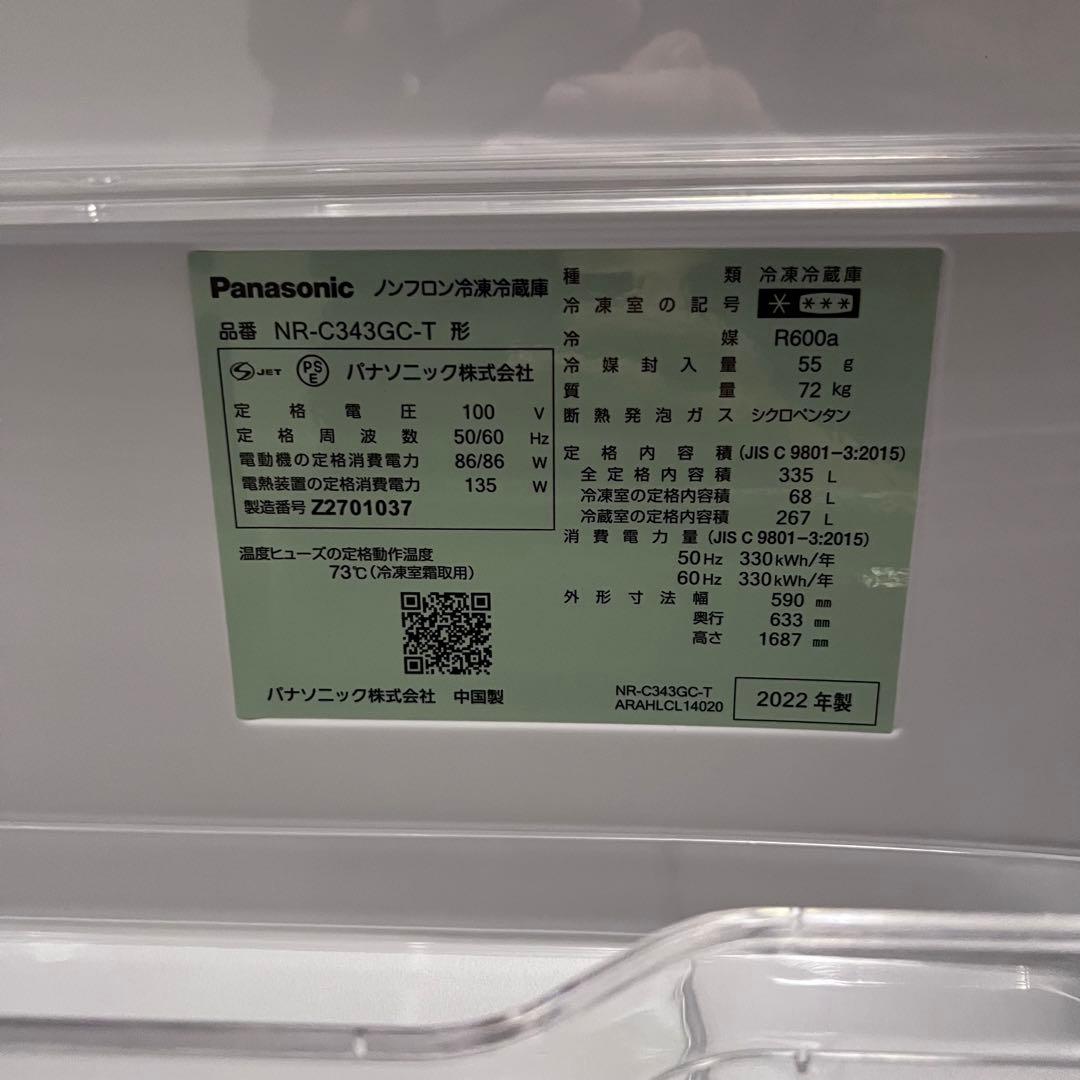 Panasonic ノンフロン冷凍冷蔵庫
品番 NR-C343GC-T 形
JET PSE パナソニック株式会社
定格電圧 100 V
定格周波数 50/60 Hz
電動機の定格消費電力 86/86 W
電熱装置の定格消費電力 135 W
製造番号 Z2701037
温度ヒューズの定格動作温度
73℃(冷凍室霜取用)
パナソニック株式会社 中国製
種類 冷凍冷蔵庫
冷凍室の記号 * ***
冷媒 R600a
冷媒封入量 55 g
質量 72 kg
断熱発泡ガス シクロペンタン
定格内容積 (JIS C 9801-3:2015)
全定格内容積 335 L
冷凍室の定格内容積 68 L
冷蔵室の定格内容積 267 L
消費電力量 (JIS C 9801-3:2015)
50Hz 330kWh/年
60Hz 330kWh/年
外形寸法 幅 590 mm
奥行 633 mm
高さ 1687 mm
NR-C343GC-T
ARAHLCL14020
2022年製